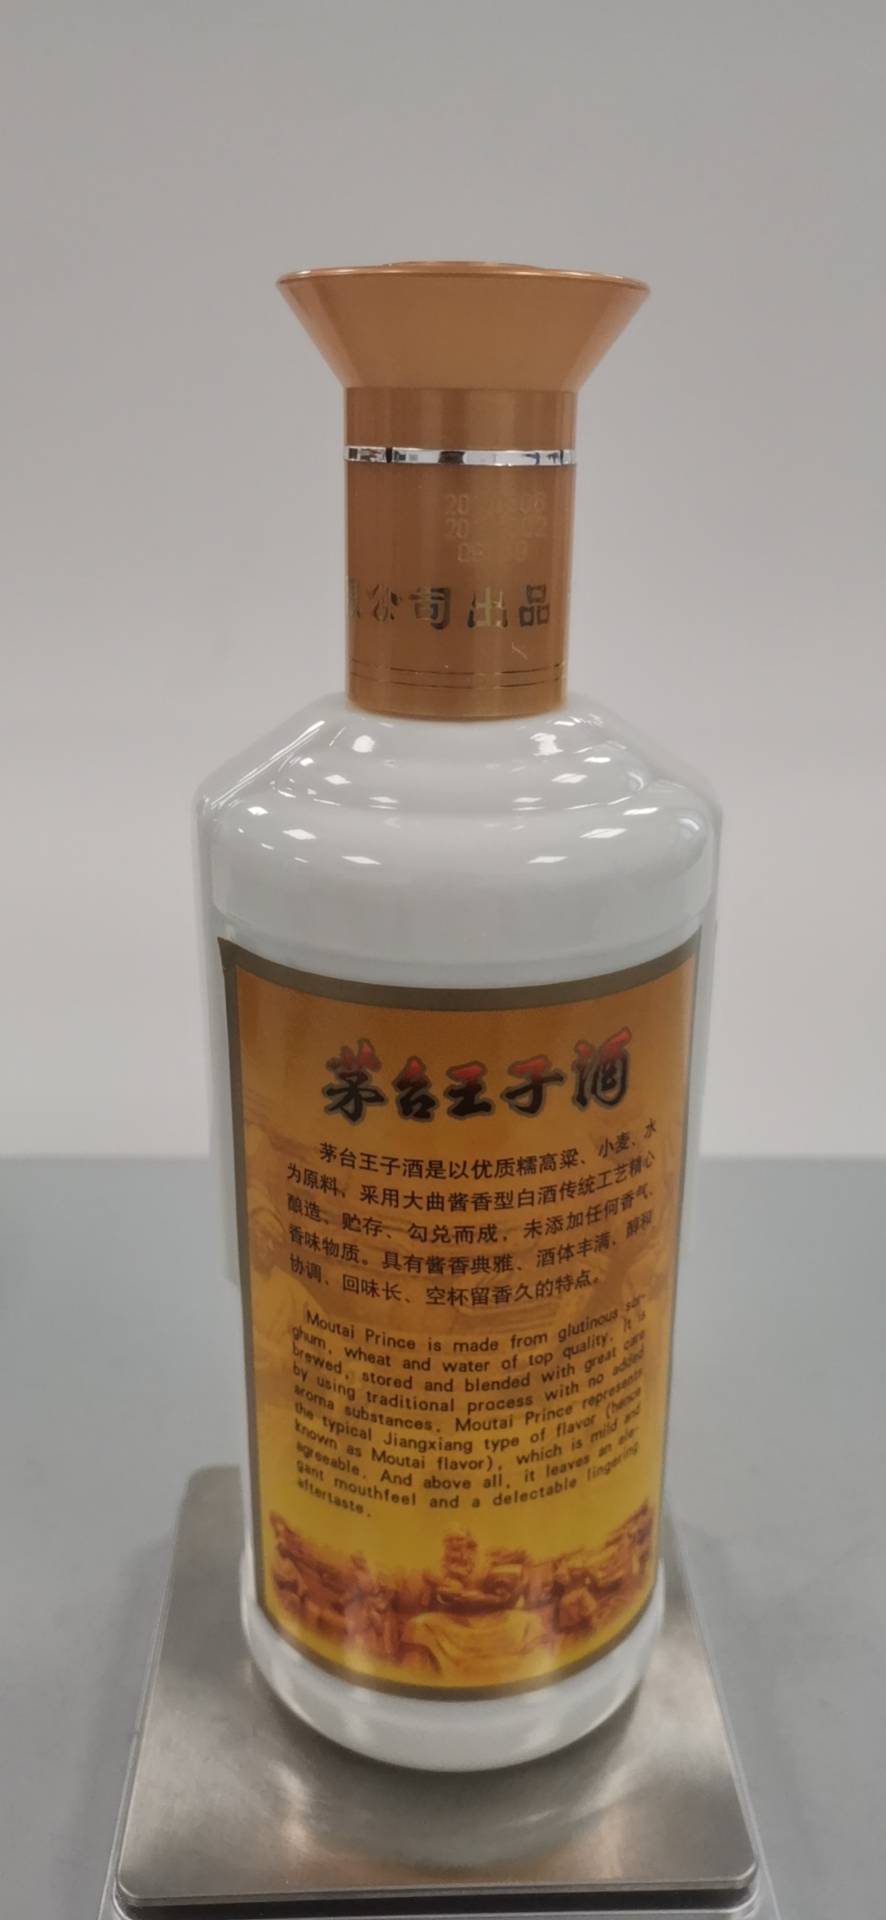 公司出品
茅台王子酒
茅台王子酒是以优质糯高粱、小麦、水
为原料，采用大曲酱香型白酒传统工艺精心
酿造、贮存、勾兑而成，未添加任何香气、
香味物质。具有酱香典雅、酒体丰满、醇和
协调、回味长、空杯留香久的特点。
Moutai Prince is made from glutinous sor-
ghum, wheat and water of top quality. It is
brewed, stored and blended with great care
by using traditional process with no added
aroma substances. Moutai Prince represents
the typical Jiangxiang type of flavor (hence
known as Moutai flavor), which is mild and
agreeable. And above all, it leaves an ele-
gant mouthfeel and a delectable lingering
aftertaste.